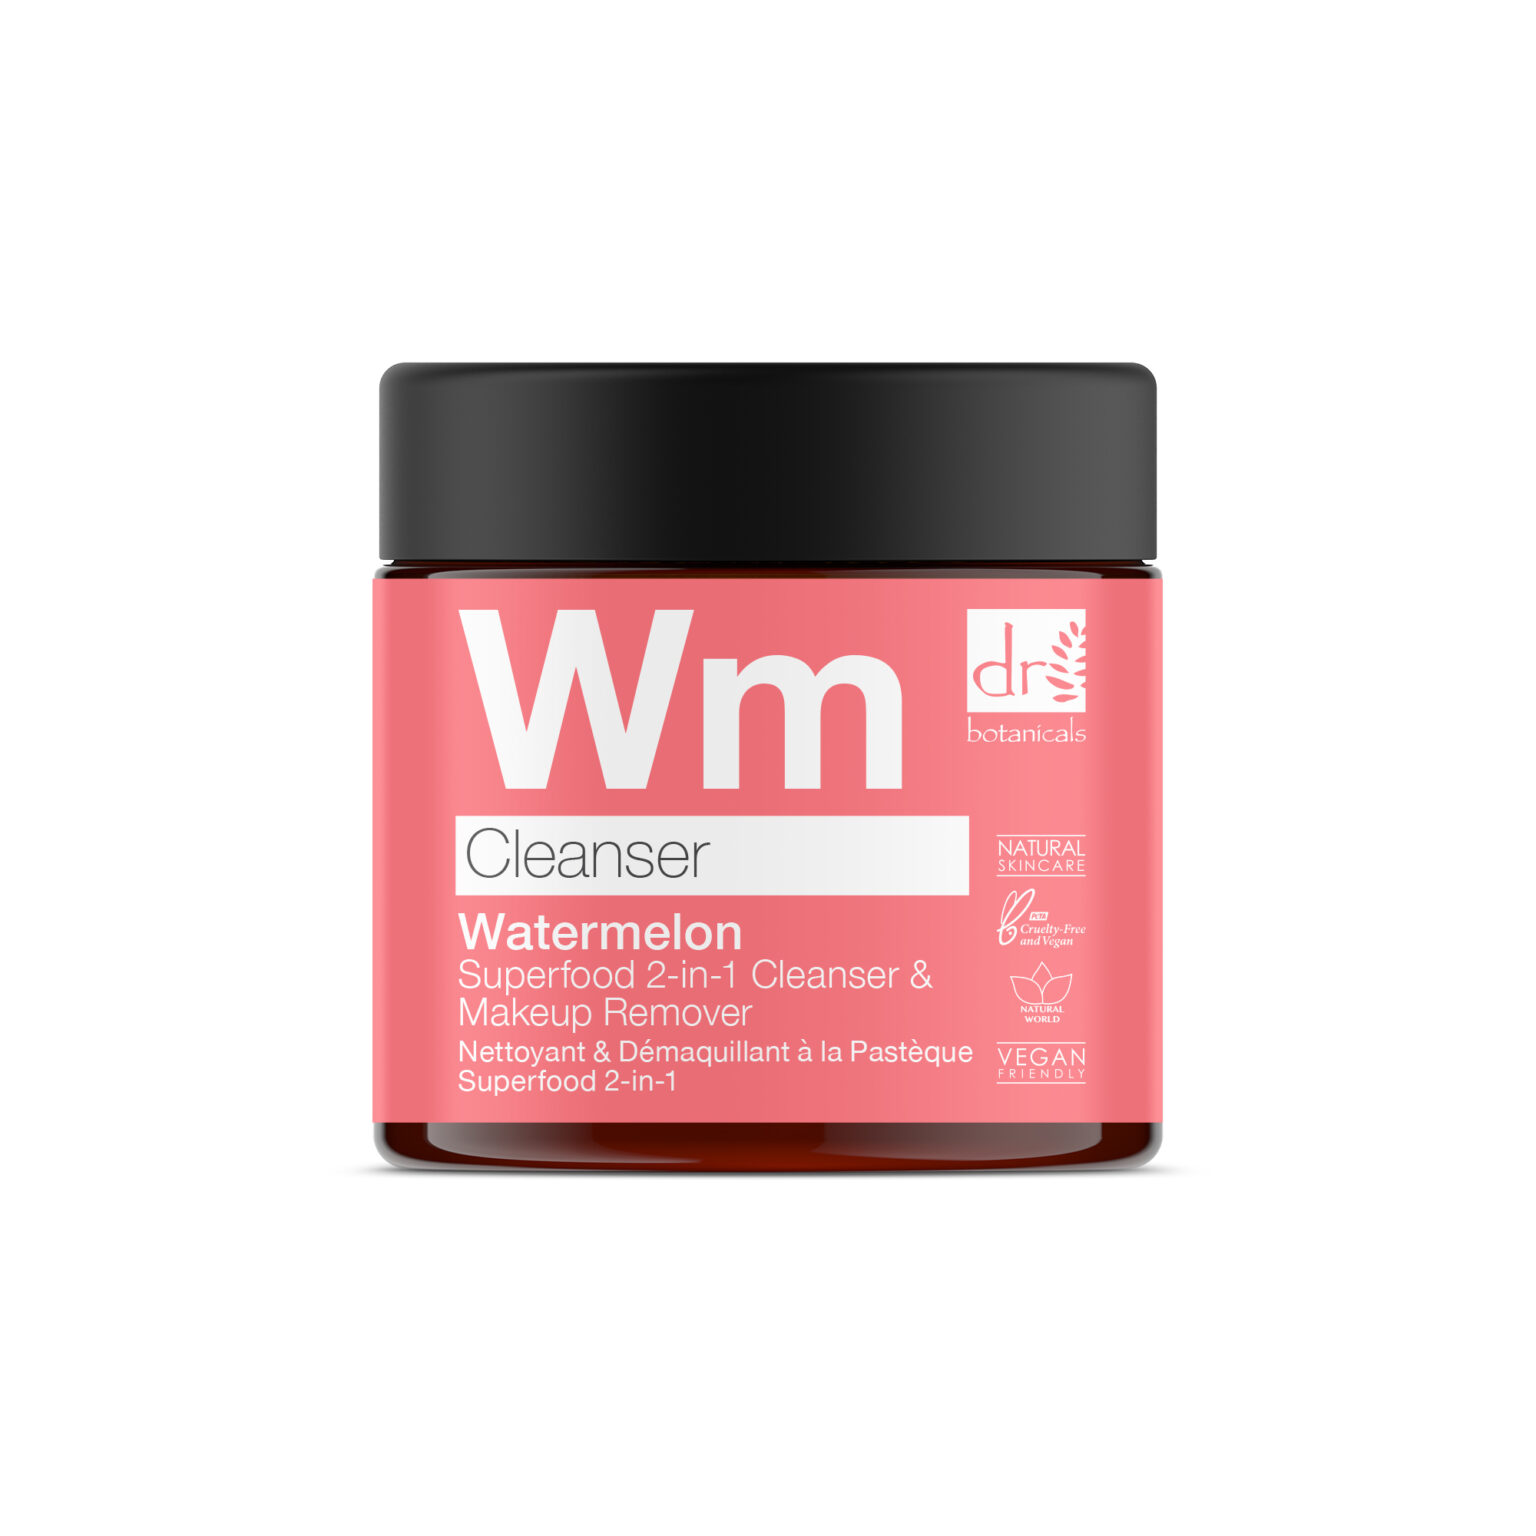 Wm
dr
botanicals
Cleanser
Watermelon
Superfood 2-in-1 Cleanser &
Makeup Remover
Nettoyant & Démaquillant à la Pastèque
Superfood 2-in-1
NATURAL
SKINCARE
PETA
Cruelty-Free
and Vegan
NATURAL
WORLD
VEGAN
FRIENDLY